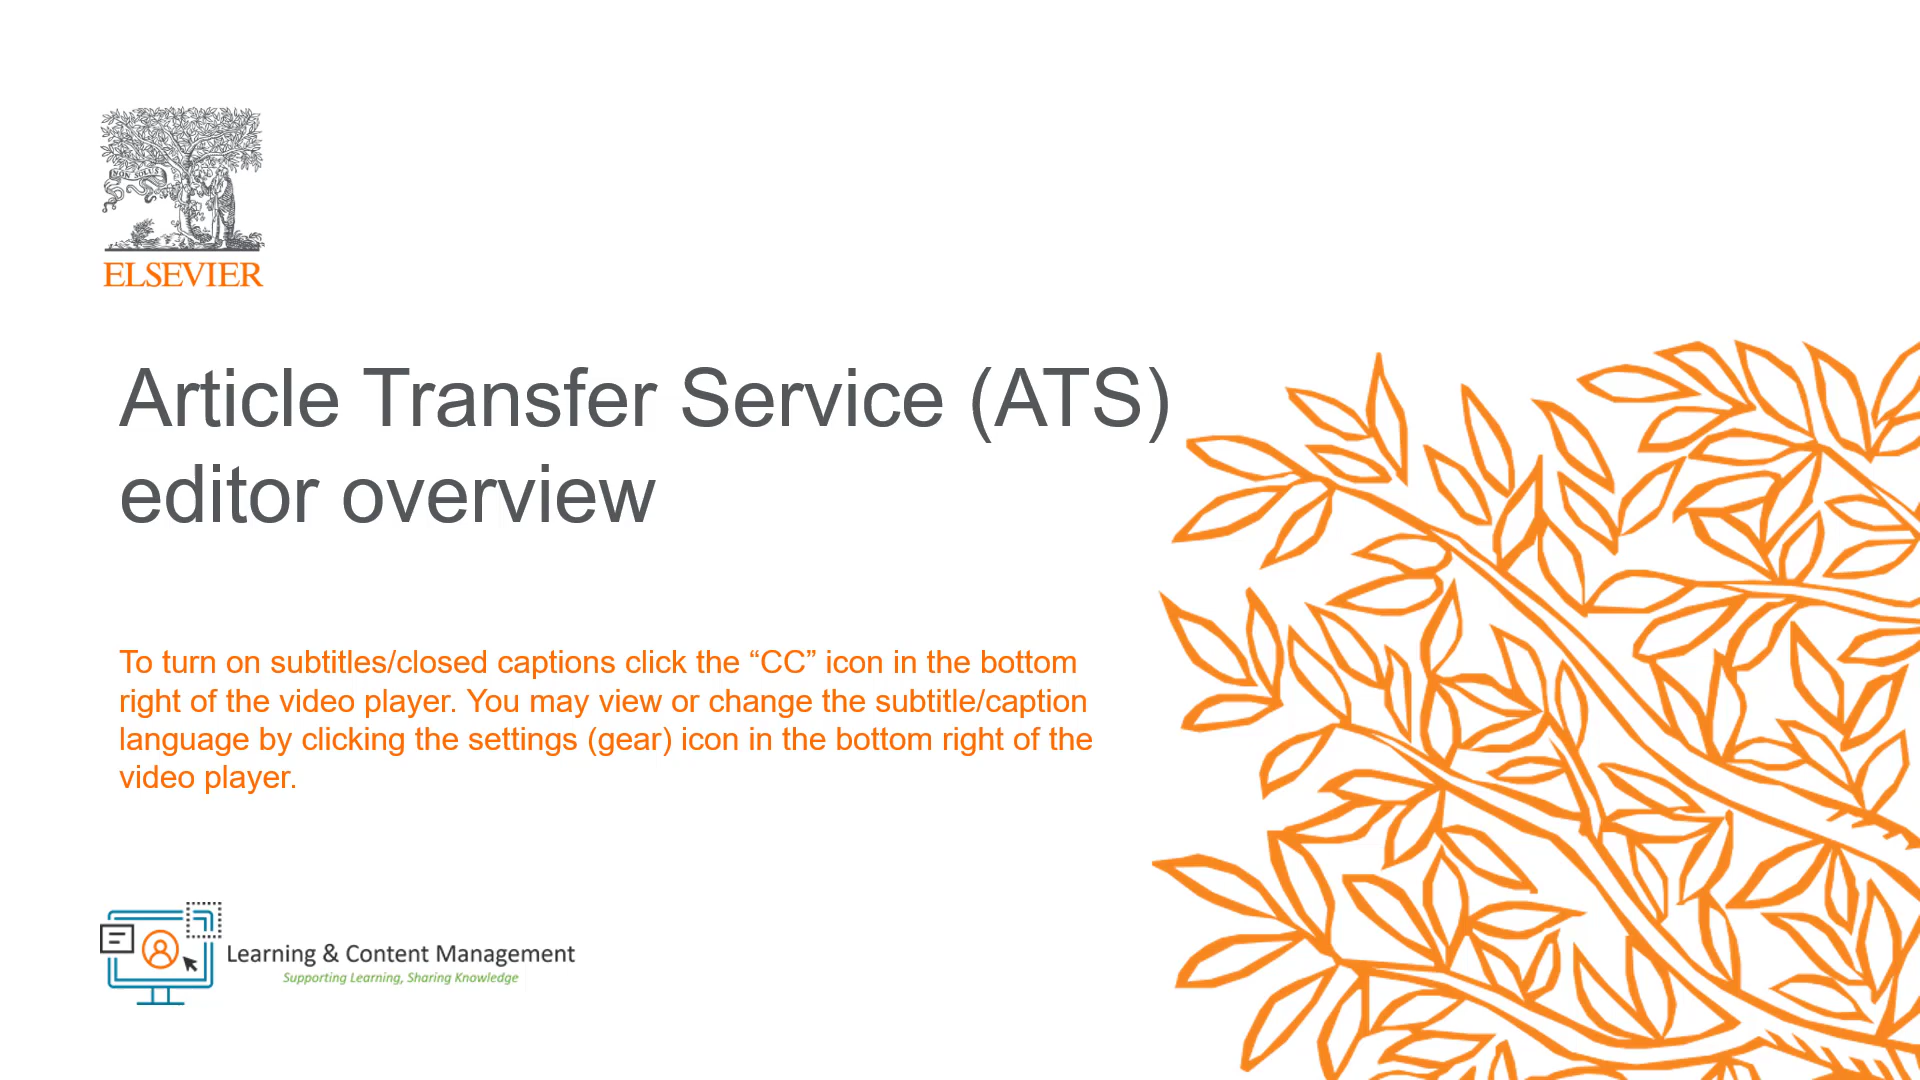 NON SOLUS
ELSEVIER
Article Transfer Service (ATS)
editor overview
To turn on subtitles/closed captions click the “CC” icon in the bottom
right of the video player. You may view or change the subtitle/caption
language by clicking the settings (gear) icon in the bottom right of the
video player.
Learning & Content Management
Supporting Learning, Sharing Knowledge